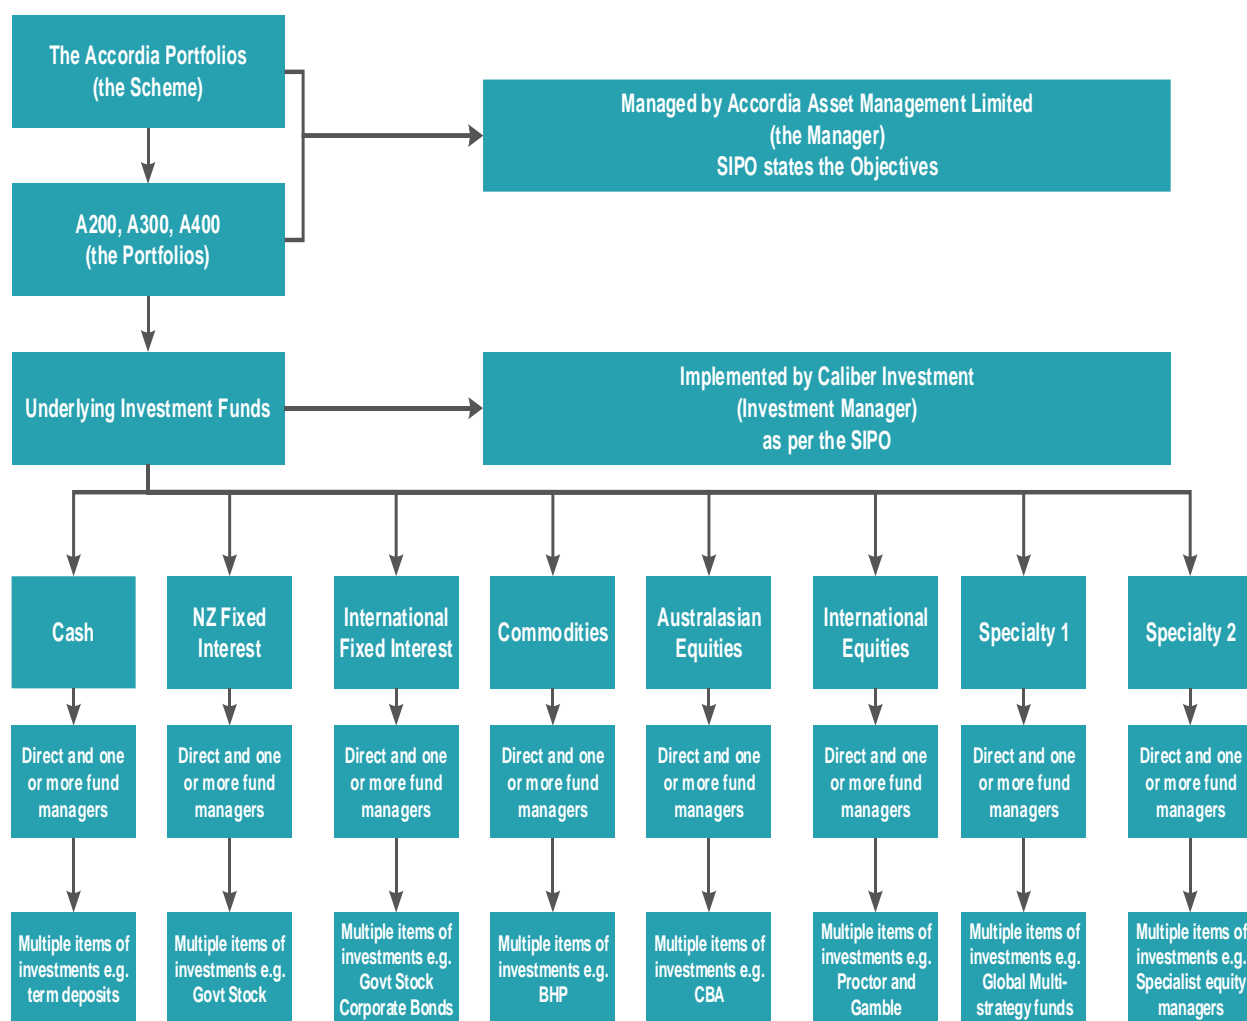 The Accordia Portfolios
(the Scheme)
Managed by Accordia Asset Management Limited
(the Manager)
SIPO states the Objectives
A200, A300, A400
(the Portfolios)
Underlying Investment Funds
Implemented by Caliber Investment
(Investment Manager)
as per the SIPO
Cash
NZ Fixed
Interest
International
Fixed Interest
Commodities
Australasian
Equities
International
Equities
Specialty 1
Specialty 2
Direct and one
or more fund
managers
Direct and one
or more fund
managers
Direct and one
or more fund
managers
Direct and one
or more fund
managers
Direct and one
or more fund
managers
Direct and one
or more fund
managers
Direct and one
or more fund
managers
Direct and one
or more fund
managers
Multiple items of
investments e.g.
term deposits
Multiple items of
investments e.g.
Govt Stock
Multiple items of
investments e.g.
Govt Stock
Corporate Bonds
Multiple items of
investments e.g.
BHP
Multiple items of
investments e.g.
CBA
Multiple items of
investments e.g.
Proctor and
Gamble
Multiple items of
investments e.g.
Global Multi-
strategy funds
Multiple items of
investments e.g.
Specialist equity
managers